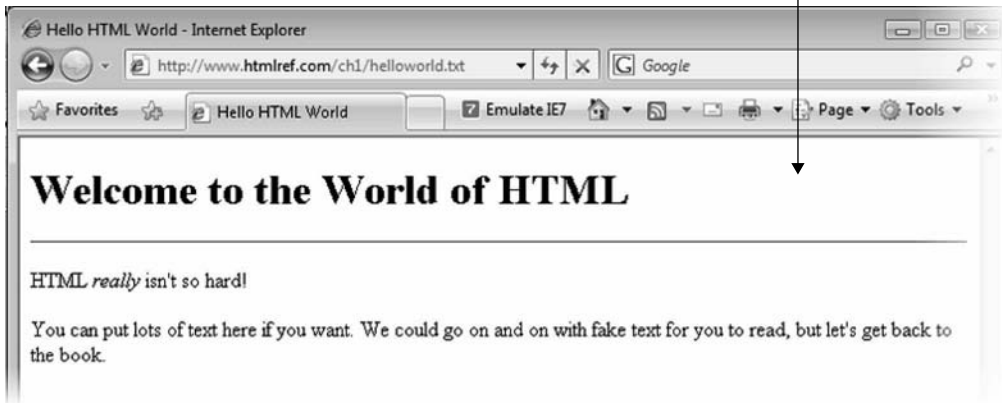 Hello HTML World - Internet Explorer
http://www.htmlref.com/ch1/helloworld.txt Google
Favorites Hello HTML World Emulate IE7 Page Tools
Welcome to the World of HTML
HTML really isn't so hard!
You can put lots of text here if you want. We could go on and on with fake text for you to read, but let's get back to
the book.